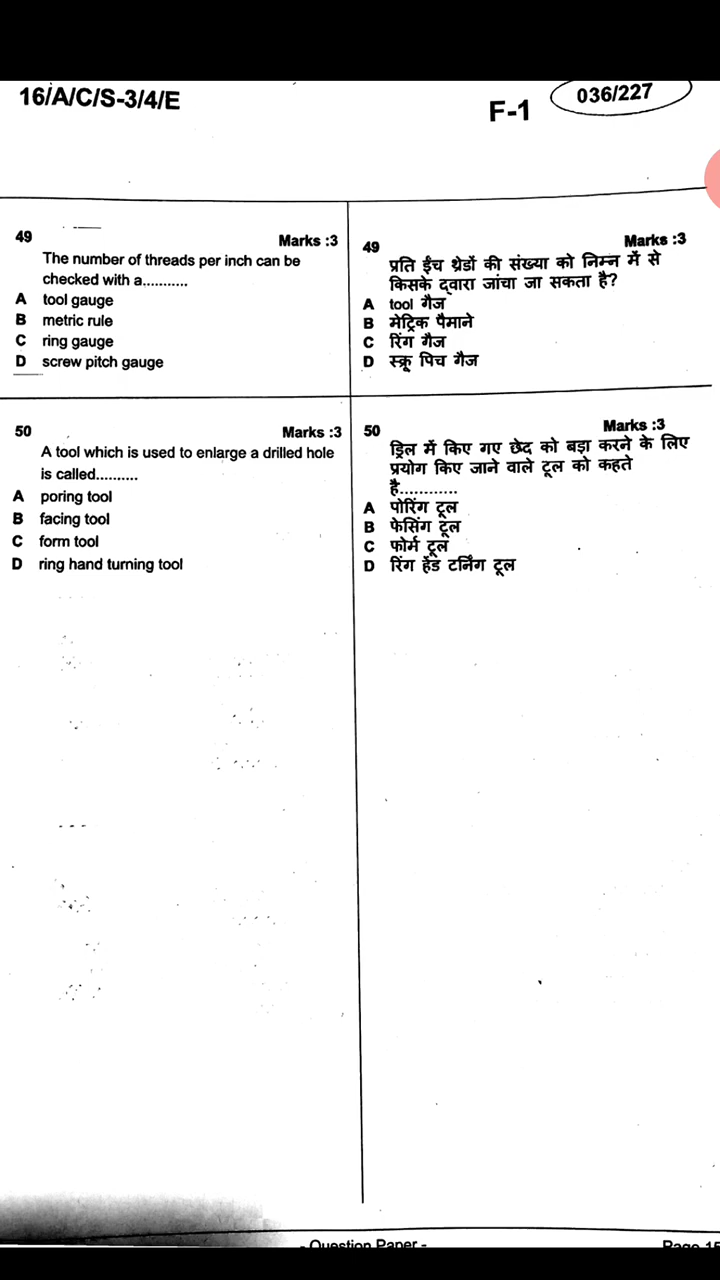 16/A/C/S-3/4/E
F-1
036/227
49
Marks :3
The number of threads per inch can be
checked with a...........
A tool gauge
B metric rule
C ring gauge
D screw pitch gauge
49
Marks :3
प्रति ईंच थ्रेडों की संख्या को निम्न में से
किसके द्वारा जांचा जा सकता है?
A tool गैज
B मेट्रिक पैमाने
C रिंग गैज
D स्क्रू पिच गैज
50
Marks :3
A tool which is used to enlarge a drilled hole
is called..........
A poring tool
B facing tool
C form tool
D ring hand turning tool
50
Marks :3
ड्रिल में किए गए छेद को बड़ा करने के लिए
प्रयोग किए जाने वाले टूल को कहते
है............
A पोरिंग टूल
B फेसिंग टूल
C फोर्म टूल
D रिंग हेंड टर्निंग टूल
- Question Paper -
Page 15